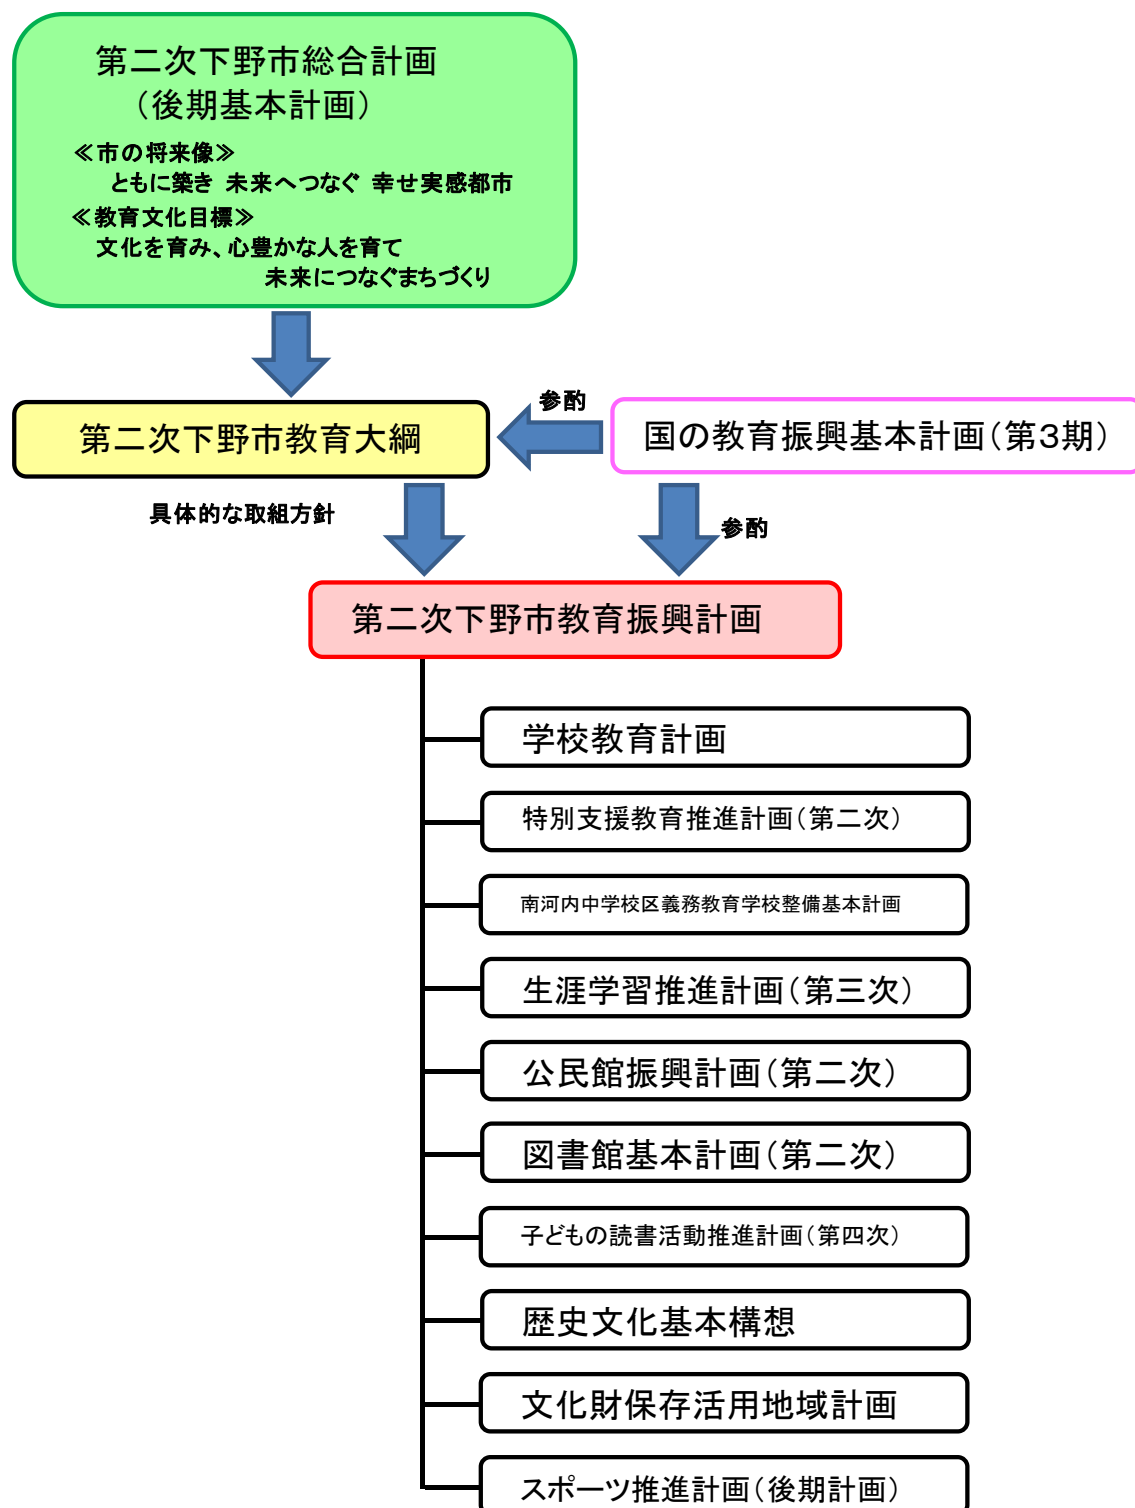 第二次下野市総合計画
（後期基本計画）
≪市の将来像≫
ともに築き 未来へつなぐ 幸せ実感都市
≪教育文化目標≫
文化を育み、心豊かな人を育て
未来につなぐまちづくり
参酌
第二次下野市教育大綱
国の教育振興基本計画（第３期）
具体的な取組方針
参酌
第二次下野市教育振興計画
学校教育計画
特別支援教育推進計画（第二次）
南河内中学校区義務教育学校整備基本計画
生涯学習推進計画（第三次）
公民館振興計画（第二次）
図書館基本計画（第二次）
子どもの読書活動推進計画（第四次）
歴史文化基本構想
文化財保存活用地域計画
スポーツ推進計画（後期計画）